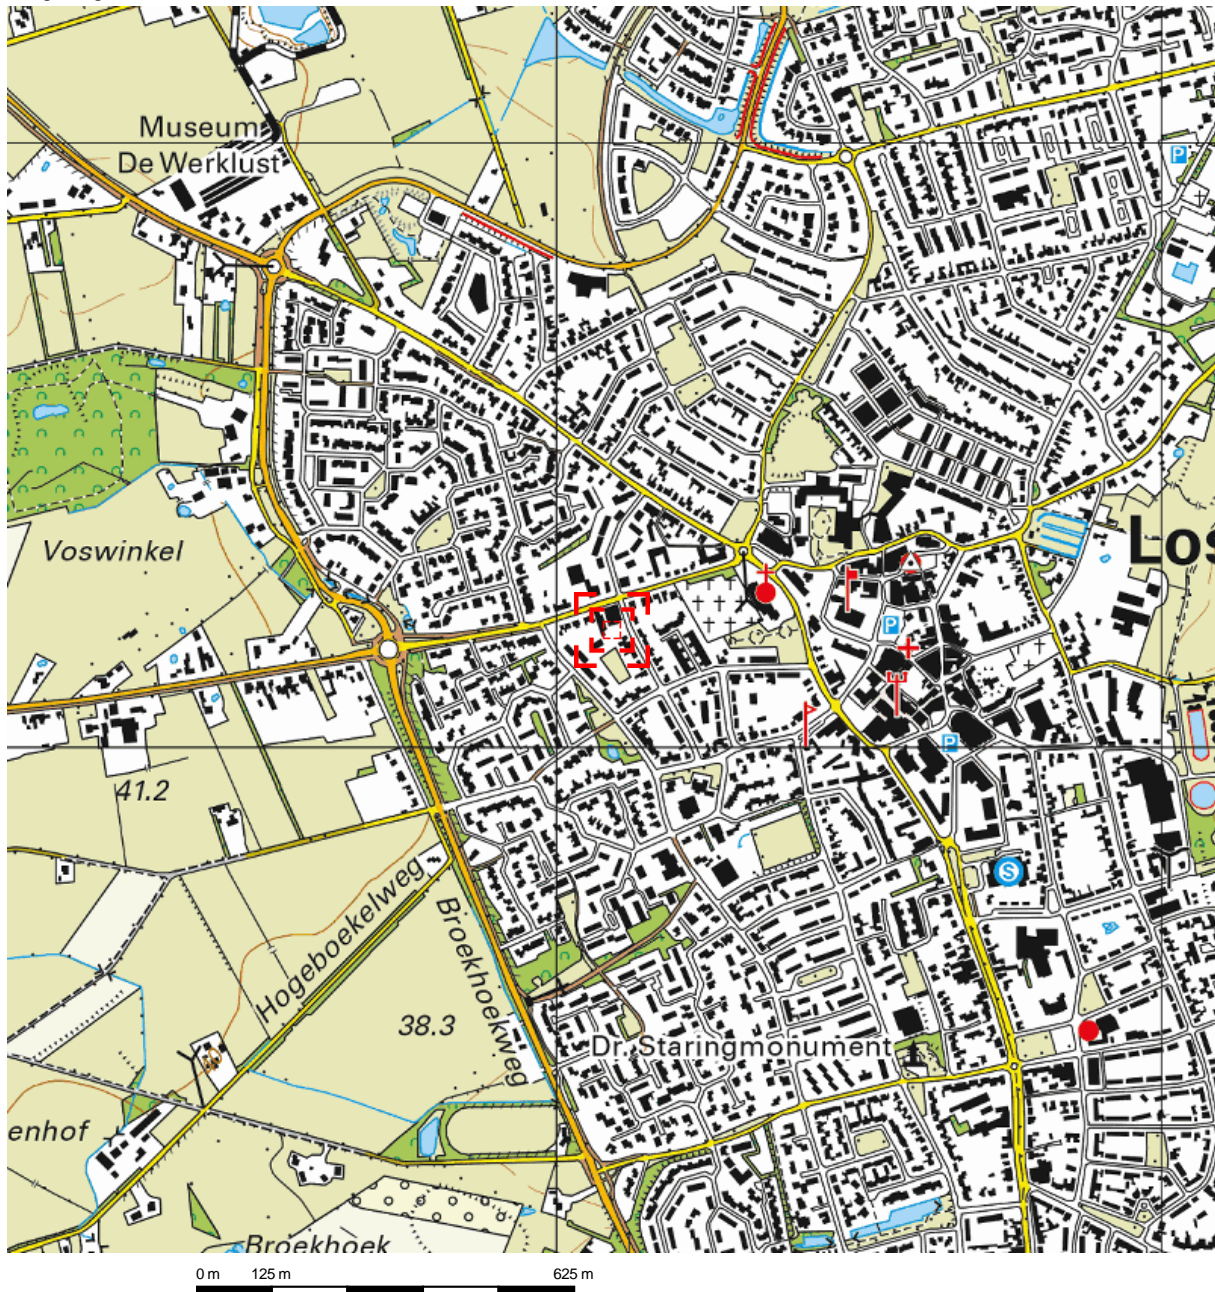 Museum
De Werklust
P
Voswinkel
Los
P
P
41.2
S
Hogeboekelweg
Broekhoekweg
38.3
Dr. Staringmonument
enhof
Broekhoek
0 m 125 m 625 m